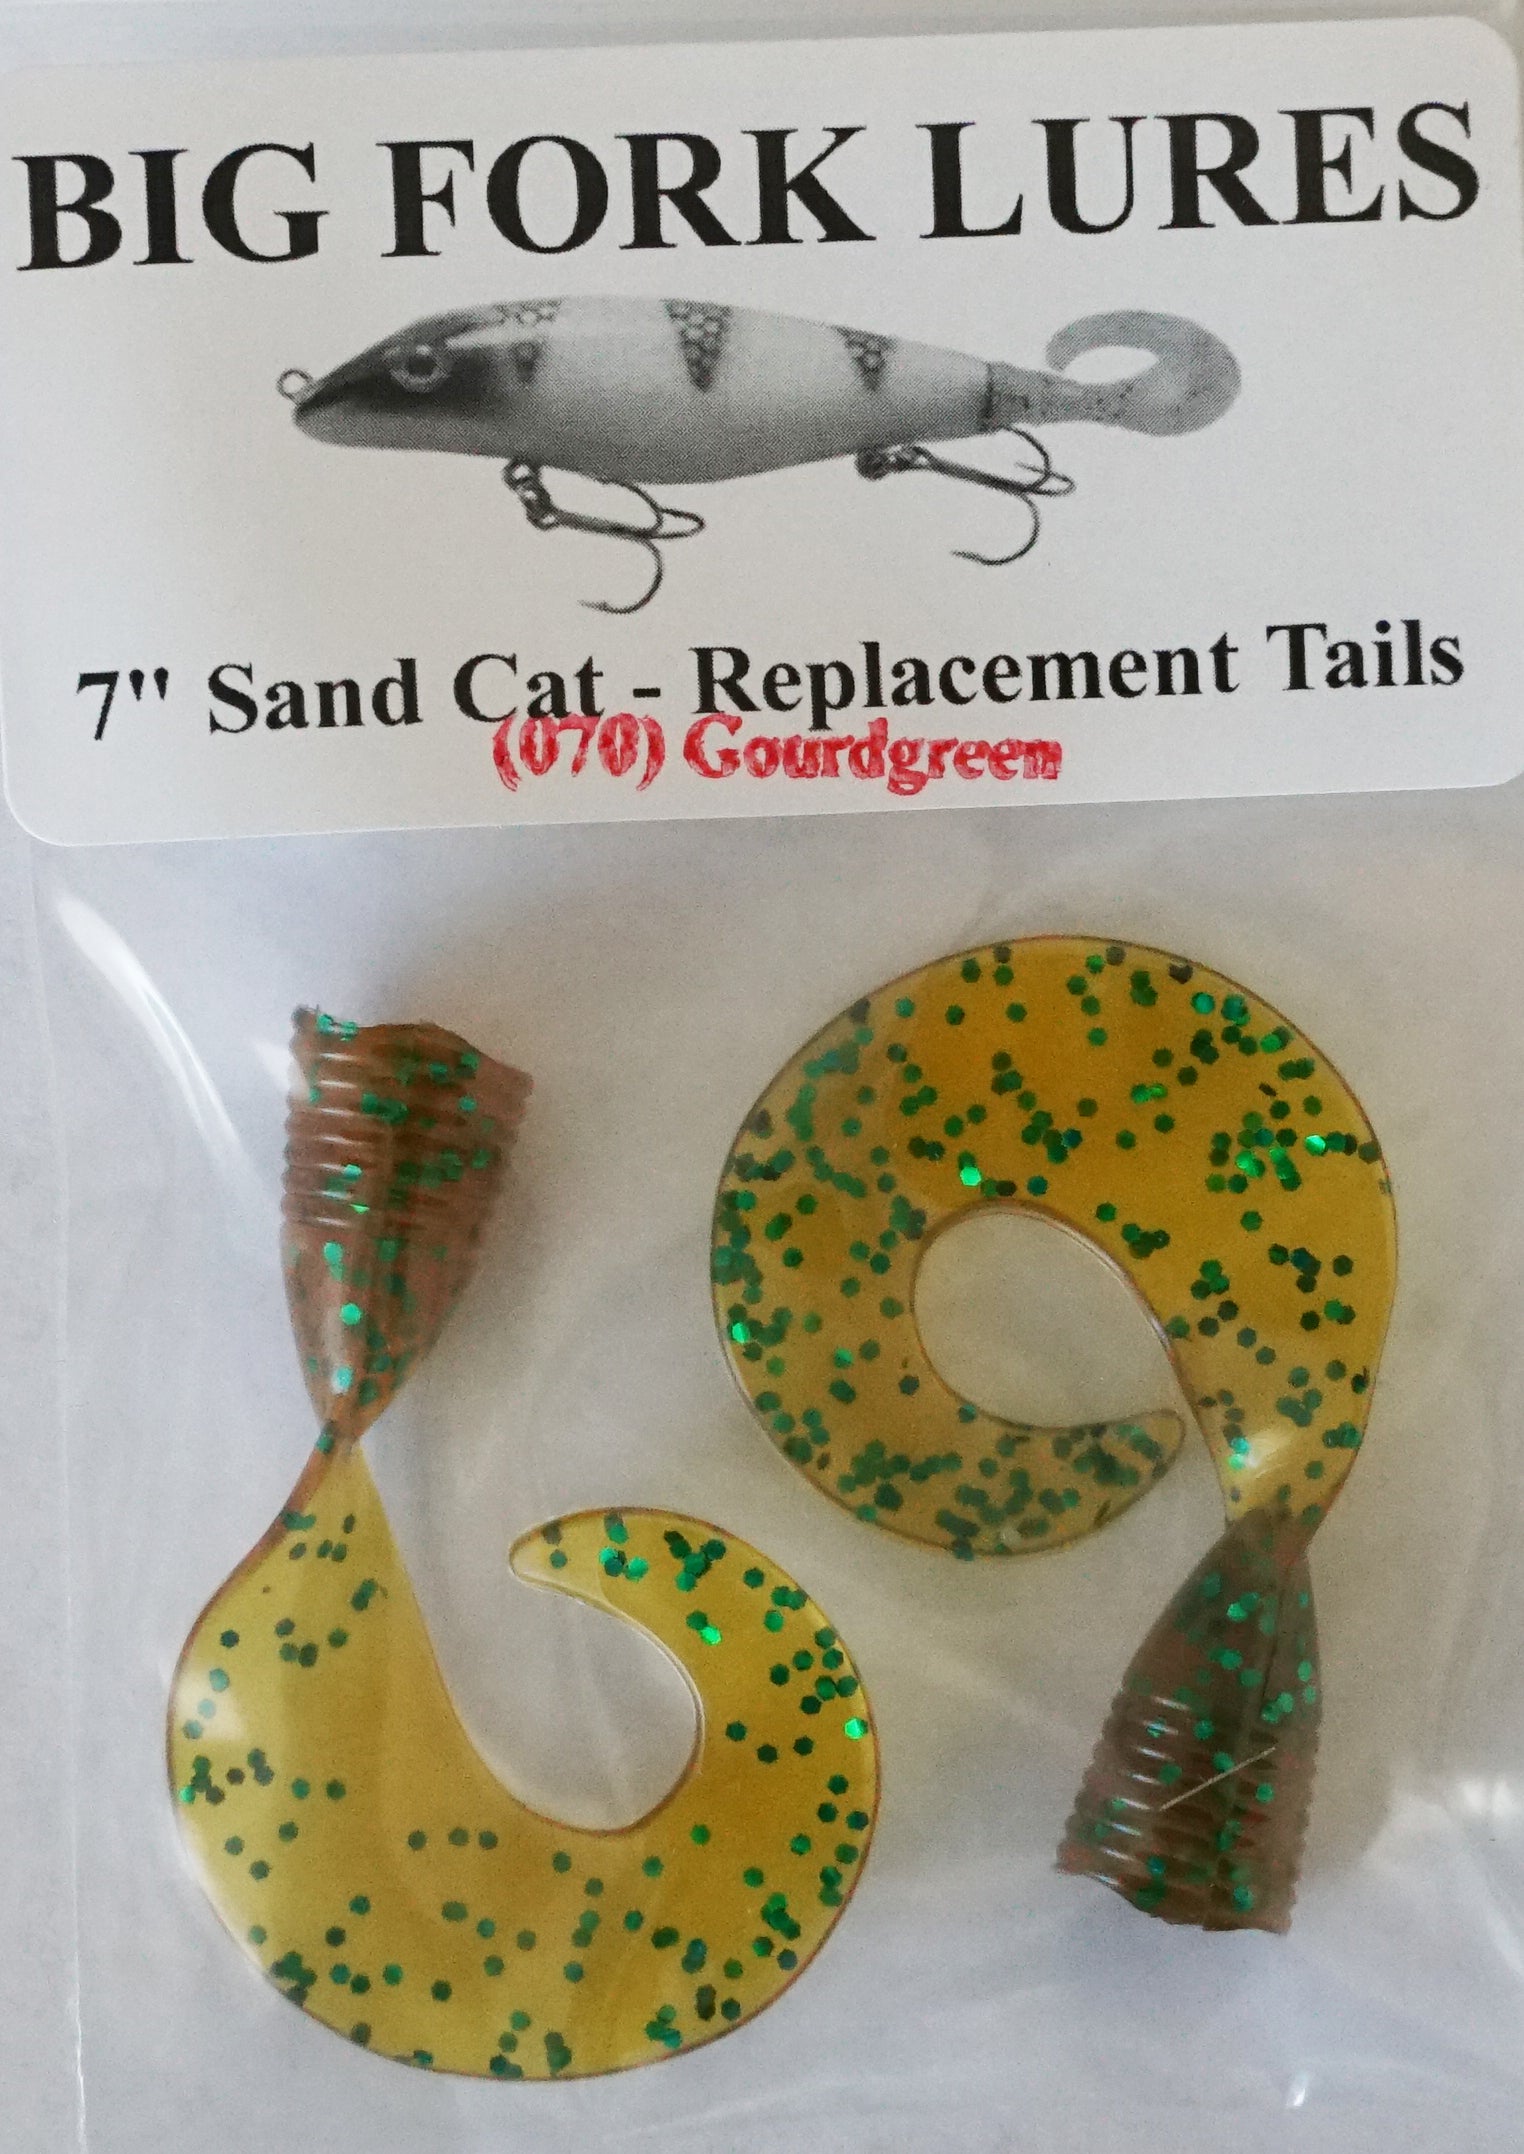 BIG FORK LURES
7" Sand Cat - Replacement Tails
(070) Gourdgreen